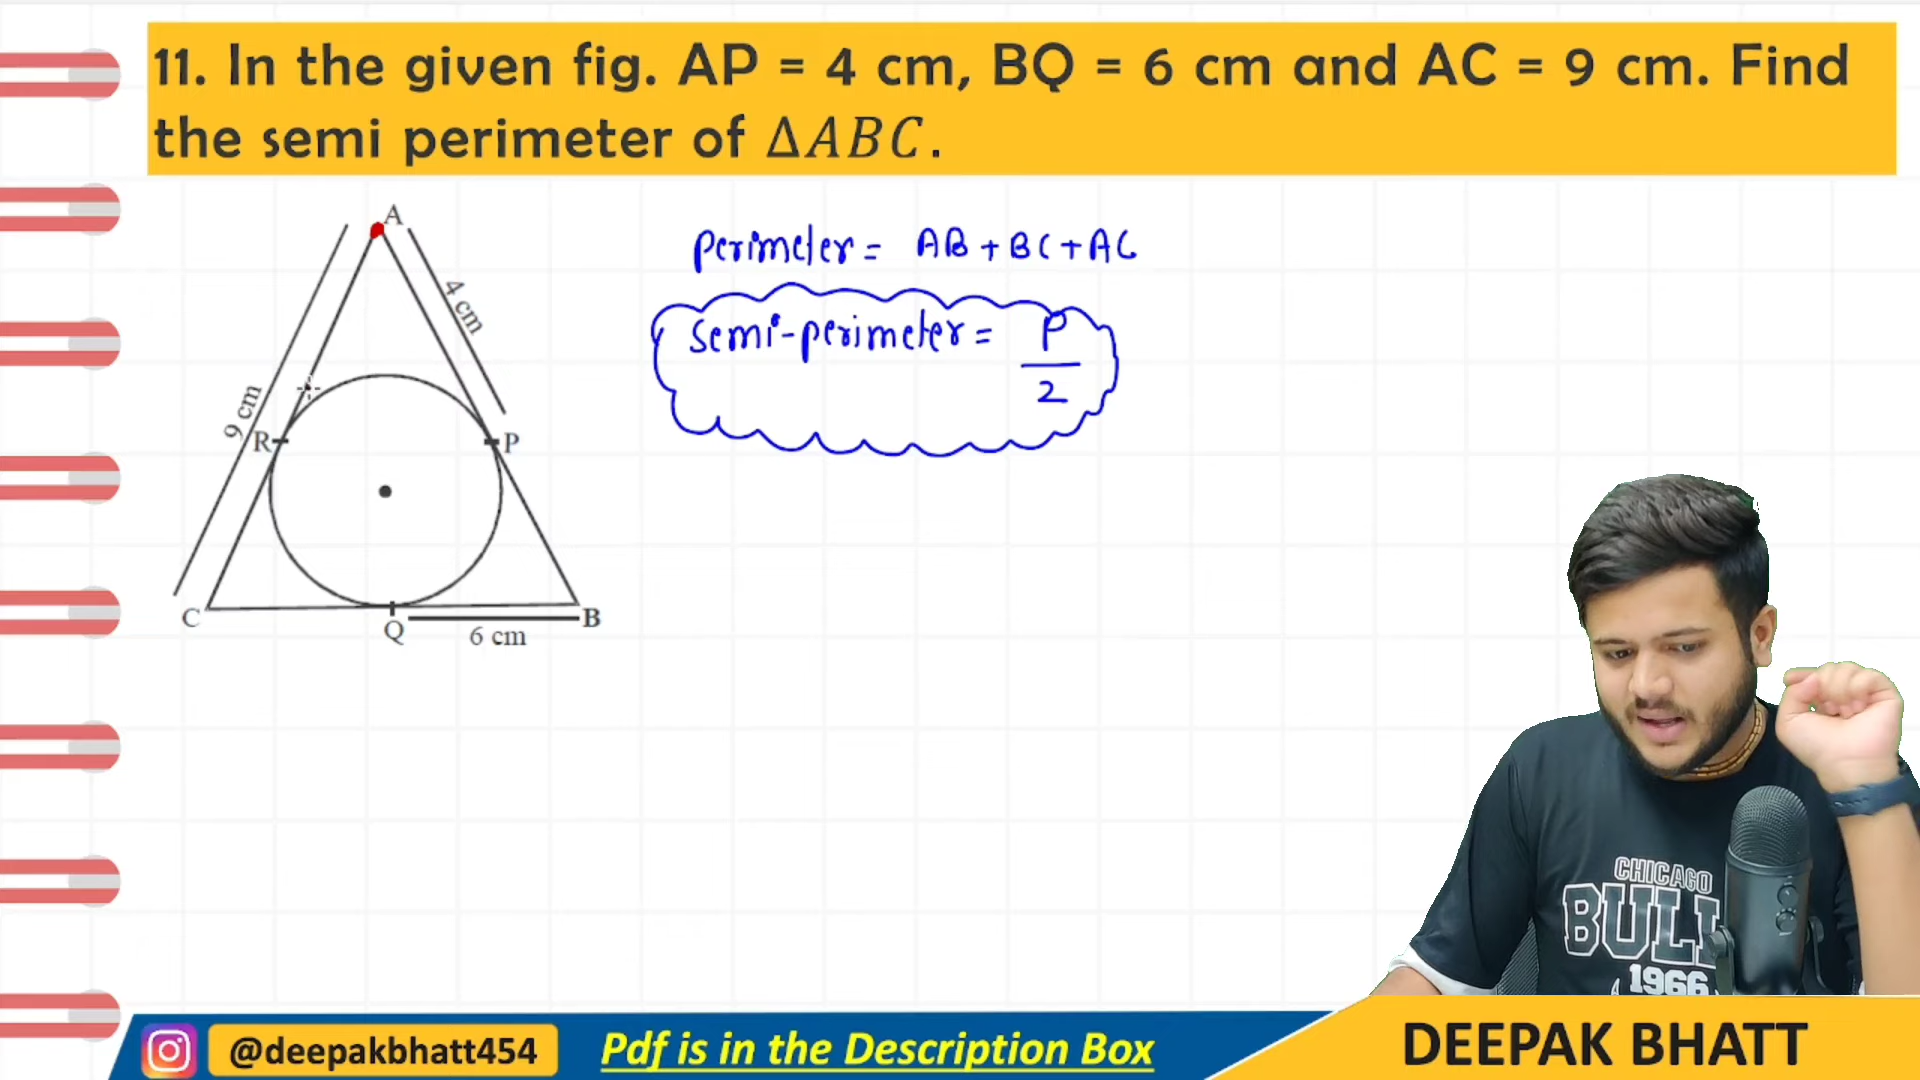 11. In the given fig. AP = 4 cm, BQ = 6 cm and AC = 9 cm. Find
the semi perimeter of ΔABC.
A
perimeter = AB + BC + AC
4 cm
semi-perimeter = P
2
9 cm
R
P
C
Q
B
6 cm
CHICAGO
BULL
1966
@deepakbhatt454
Pdf is in the Description Box
DEEPAK BHATT